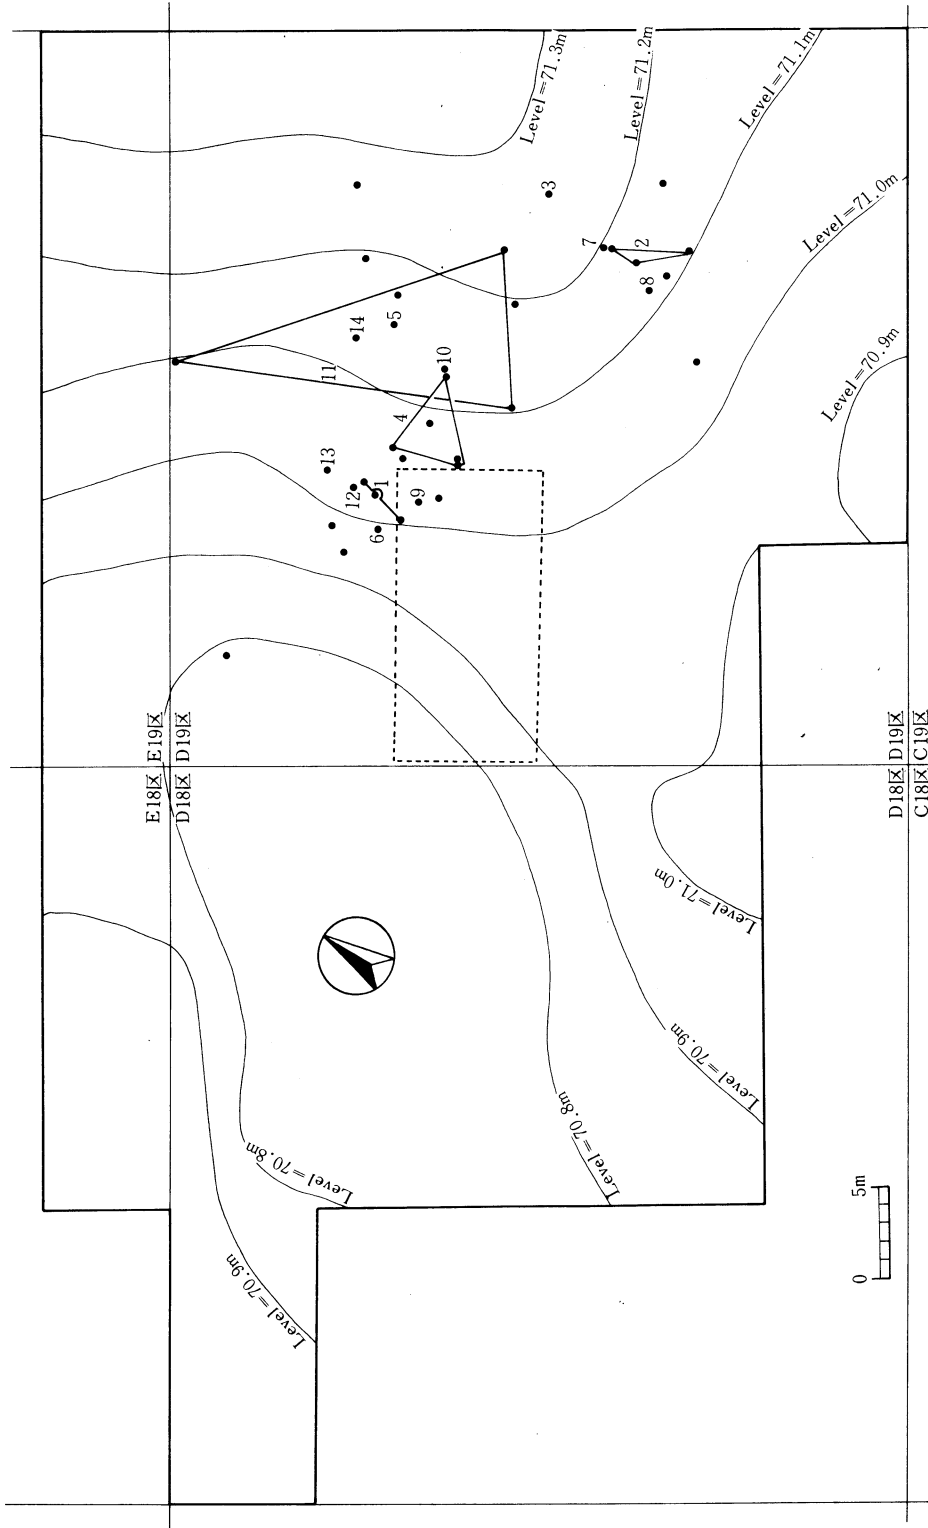 Level=71.3m
Level=71.2m
Level=71.1m
Level=71.0m
Level=70.9m
3
7
2
8
5
14
10
11
4
13
12
1
9
6
E19区
D19区
E18区
D18区
D19区
C19区
D18区
C18区
Level=71.0m
Level=70.9m
Level=70.8m
Level=70.8m
Level=70.9m
0
5m